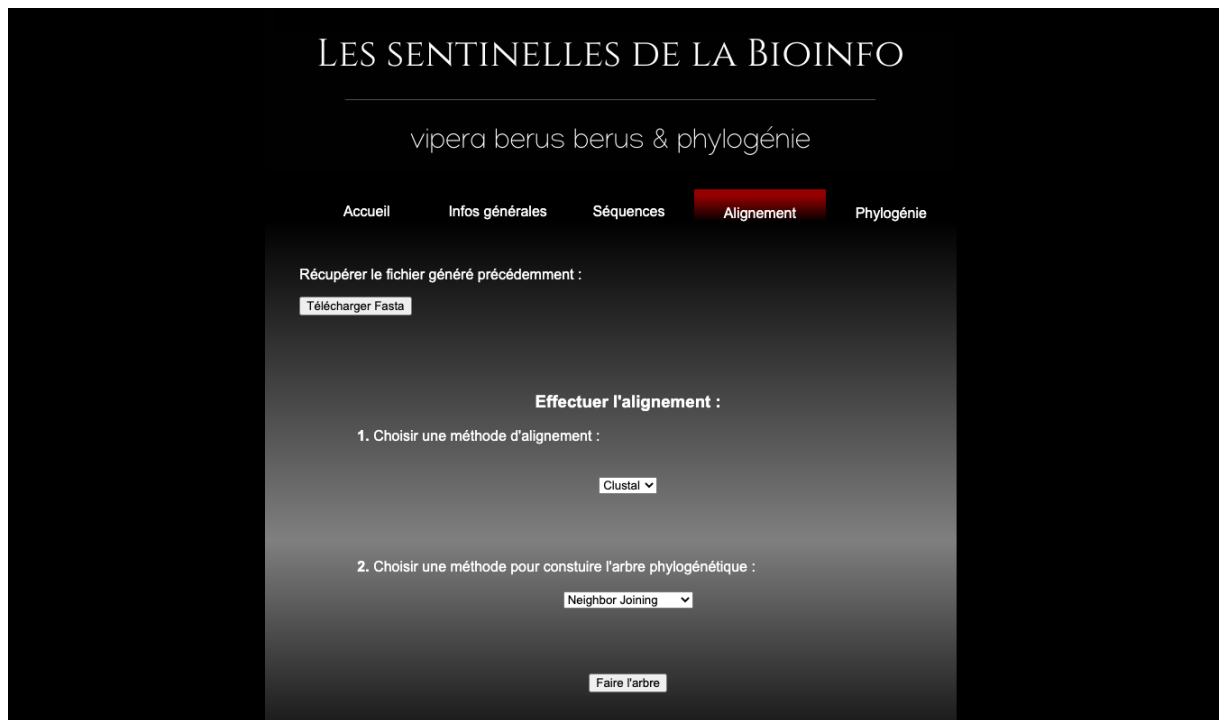 Les sentinelles de la Bioinfo
vipera berus berus & phylogénie
Accueil Infos générales Séquences Alignement Phylogénie
Récupérer le fichier généré précédemment :
Télécharger Fasta
Effectuer l'alignement :
1. Choisir une méthode d'alignement :
Clustal
2. Choisir une méthode pour constuire l'arbre phylogénétique :
Neighbor Joining
Faire l'arbre